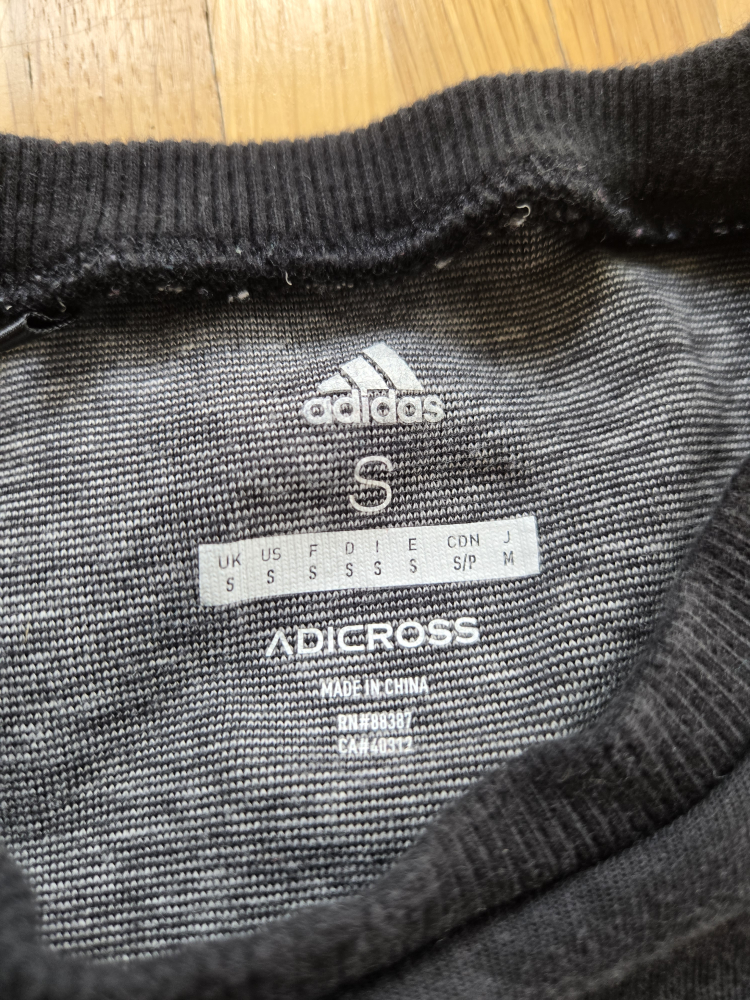 adidas
S
UK US F D I E CDN J
S S S S S S S/P M
ADICROSS
MADE IN CHINA
RN#88387
CA#40312